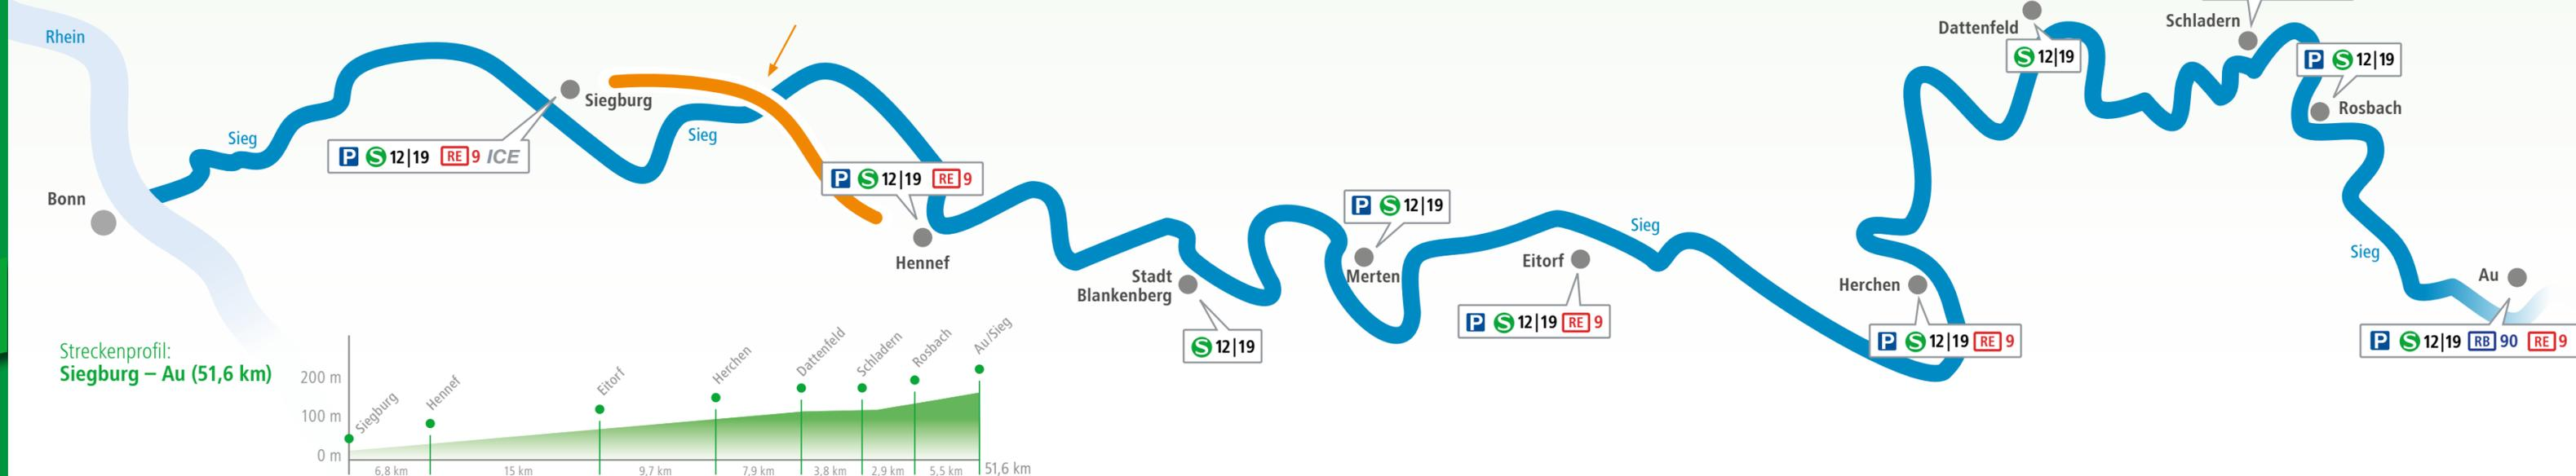 Rhein
Sieg
Bonn
Siegburg
P S 12|19 RE 9 ICE
Sieg
P S 12|19 RE 9
Hennef
Stadt
Blankenberg
S 12|19
P S 12|19
Merten
Eitorf
P S 12|19 RE 9
Sieg
Herchen
P S 12|19 RE 9
Dattenfeld
S 12|19
Schladern
P S 12|19
Rosbach
Sieg
Au
P S 12|19 RB 90 RE 9
Streckenprofil:
Siegburg – Au (51,6 km)
200 m
100 m
0 m
Siegburg
Hennef
Eitorf
Herchen
Dattenfeld
Schladern
Rosbach
Au/Sieg
6,8 km 15 km 9,7 km 7,9 km 3,8 km 2,9 km 5,5 km 51,6 km